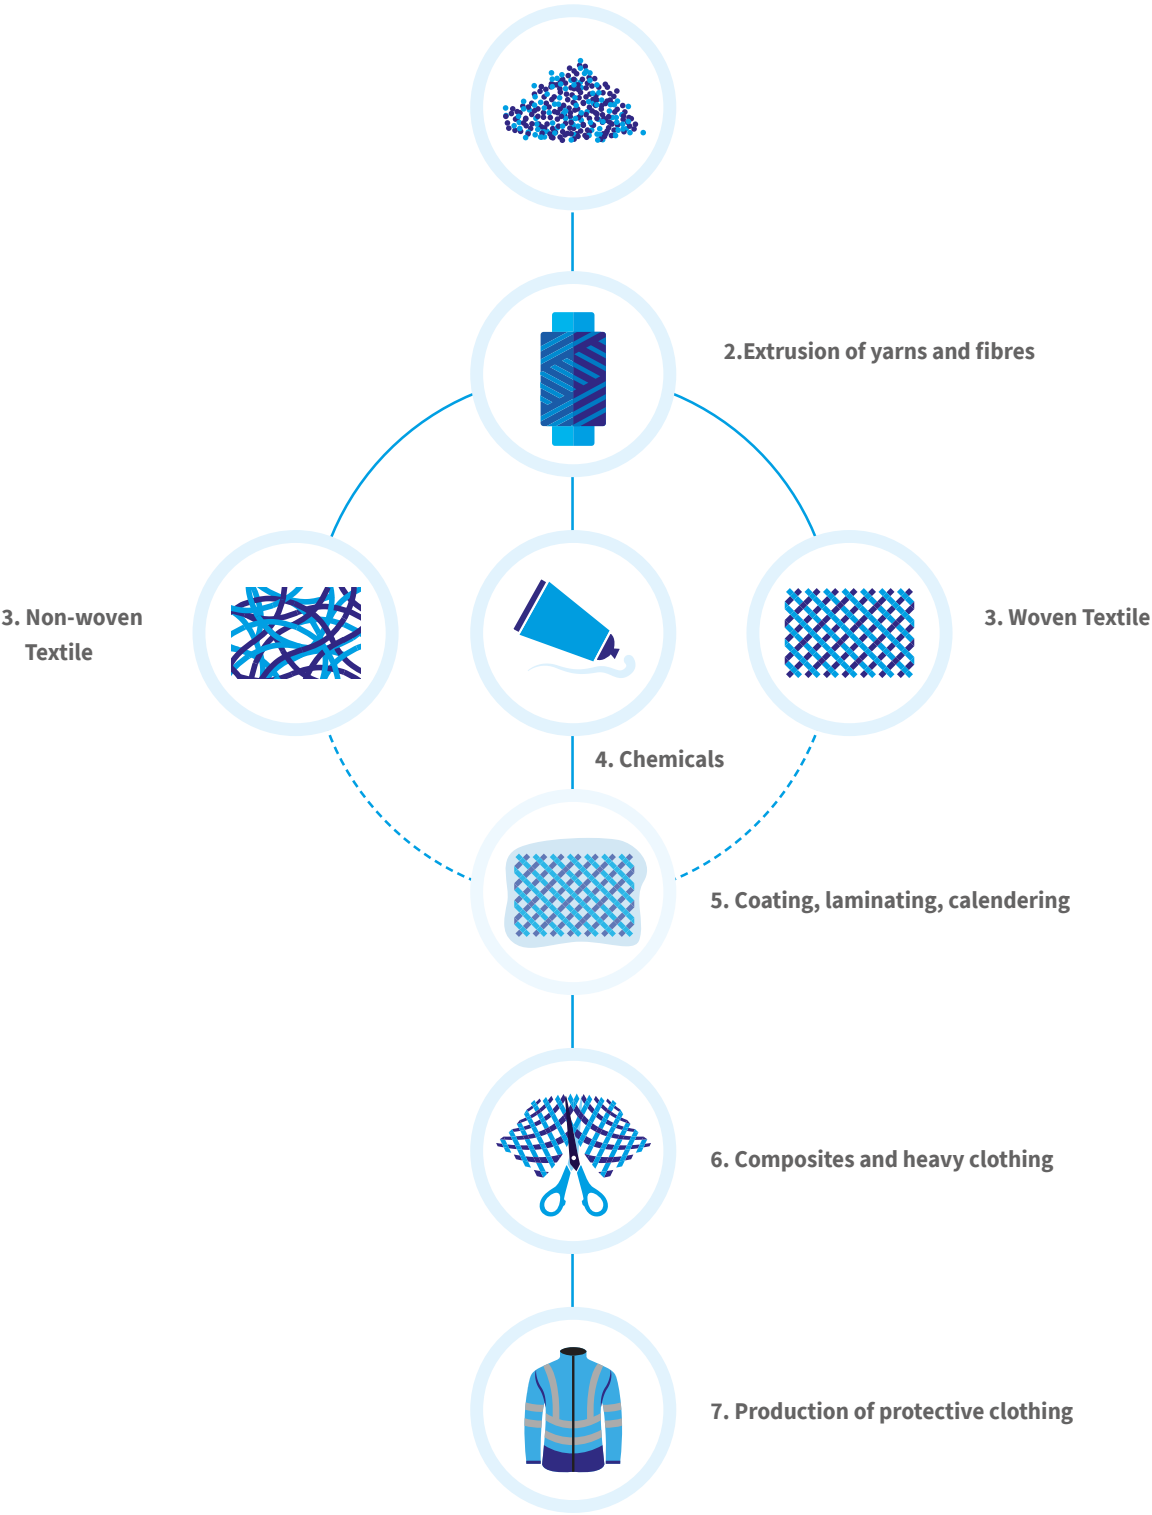 2.Extrusion of yarns and fibres
3. Non-woven
Textile
3. Woven Textile
4. Chemicals
5. Coating, laminating, calendering
6. Composites and heavy clothing
7. Production of protective clothing